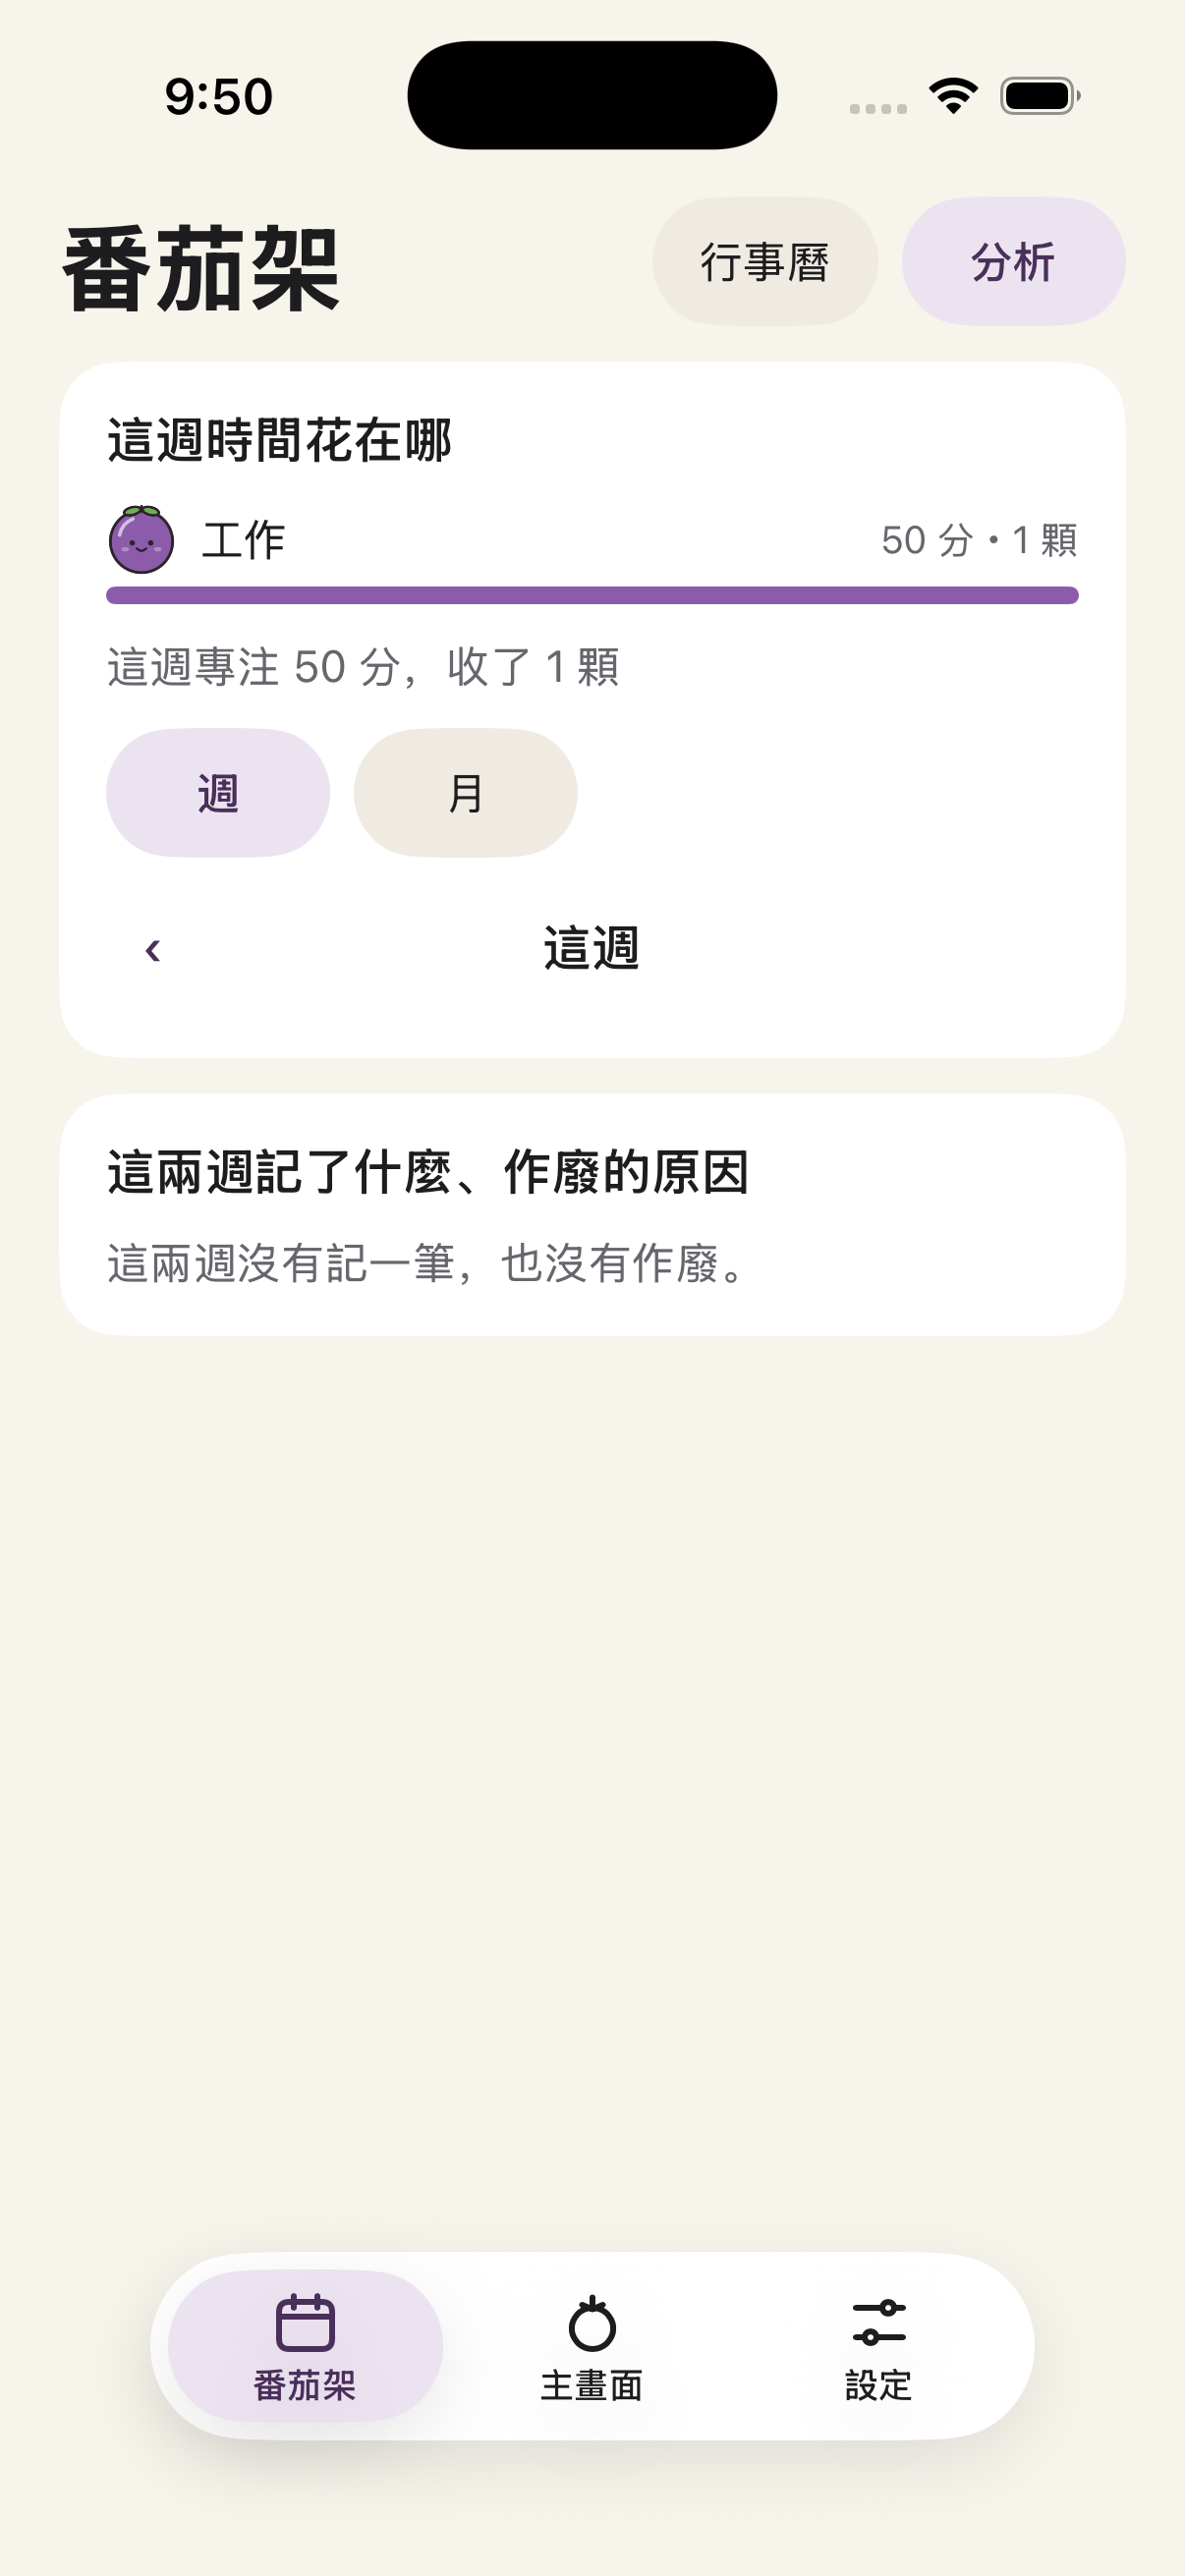 9:50
番茄架
行事曆
分析
這週時間花在哪
工作
50 分・1 顆
這週專注 50 分，收了 1 顆
週
月
‹
這週
這兩週記了什麼、作廢的原因
這兩週沒有記一筆，也沒有作廢。
番茄架
主畫面
設定